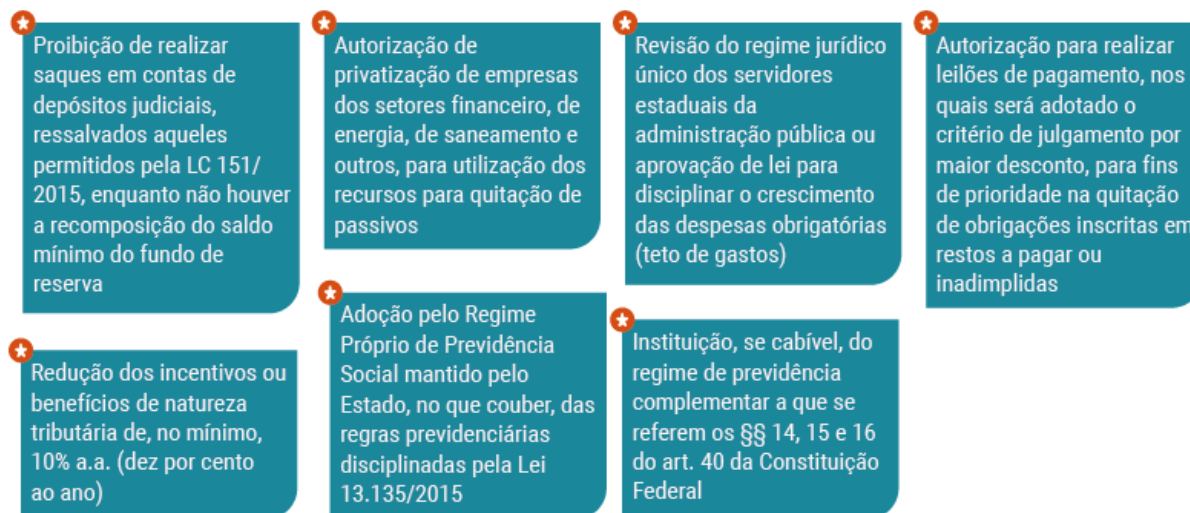 Proibição de realizar
saques em contas de
depósitos judiciais,
ressalvados aqueles
permitidos pela LC 151/
2015, enquanto não houver
a recomposição do saldo
mínimo do fundo de
reserva
Autorização de
privatização de empresas
dos setores financeiro, de
energia, de saneamento e
outros, para utilização dos
recursos para quitação de
passivos
Revisão do regime jurídico
único dos servidores
estaduais da
administração pública ou
aprovação de lei para
disciplinar o crescimento
das despesas obrigatórias
(teto de gastos)
Autorização para realizar
leilões de pagamento, nos
quais será adotado o
critério de julgamento por
maior desconto, para fins
de prioridade na quitação
de obrigações inscritas em
restos a pagar ou
inadimplidas
Redução dos incentivos ou
benefícios de natureza
tributária de, no mínimo,
10% a.a. (dez por cento
ao ano)
Adoção pelo Regime
Próprio de Previdência
Social mantido pelo
Estado, no que couber, das
regras previdenciárias
disciplinadas pela Lei
13.135/2015
Instituição, se cabível, do
regime de previdência
complementar a que se
referem os §§ 14, 15 e 16
do art. 40 da Constituição
Federal